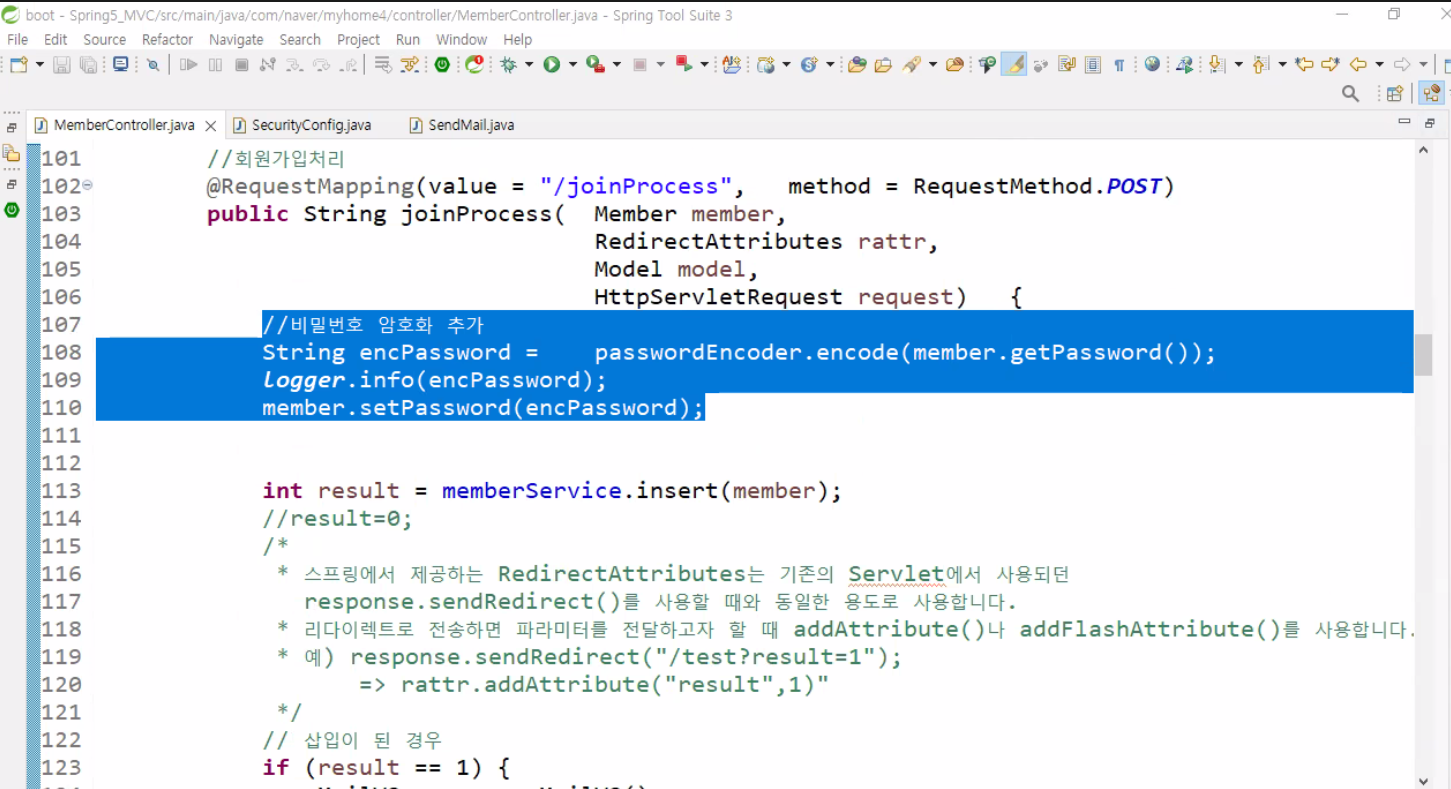 boot - Spring5_MVC/src/main/java/com/naver/myhome4/controller/MemberController.java - Spring Tool Suite 3
File Edit Source Refactor Navigate Search Project Run Window Help
MemberController.java SecurityConfig.java SendMail.java
101 //회원가입처리
102 @RequestMapping(value = "/joinProcess", method = RequestMethod.POST)
103 public String joinProcess( Member member,
104 RedirectAttributes rattr,
105 Model model,
106 HttpServletRequest request) {
107 //비밀번호 암호화 추가
108 String encPassword = passwordEncoder.encode(member.getPassword());
109 logger.info(encPassword);
110 member.setPassword(encPassword);
111
112
113 int result = memberService.insert(member);
114 //result=0;
115 /*
116 * 스프링에서 제공하는 RedirectAttributes는 기존의 Servlet에서 사용되던
117 response.sendRedirect()를 사용할 때와 동일한 용도로 사용합니다.
118 * 리다이렉트로 전송하면 파라미터를 전달하고자 할 때 addAttribute()나 addFlashAttribute()를 사용합니다.
119 * 예) response.sendRedirect("/test?result=1");
120 => rattr.addAttribute("result",1)"
121 */
122 // 삽입이 된 경우
123 if (result == 1) {